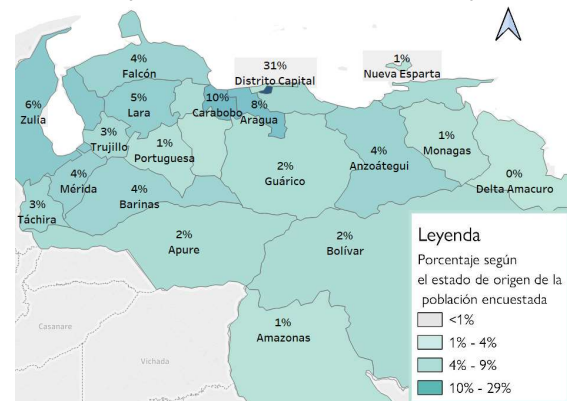 4%
Falcón
31%
Distrito Capital
1%
Nueva Esparta
6%
Zulia
5%
Lara
10%
Carabobo
8%
Aragua
3%
Trujillo
1%
Portuguesa
4%
Anzoátegui
1%
Monagas
0%
Delta Amacuro
2%
Guárico
4%
Mérida
4%
Barinas
3%
Táchira
2%
Apure
2%
Bolívar
1%
Amazonas
Casanare
Vichada
Leyenda
Porcentaje según
el estado de origen de la
población encuestada
<1%
1% - 4%
4% - 9%
10% - 29%